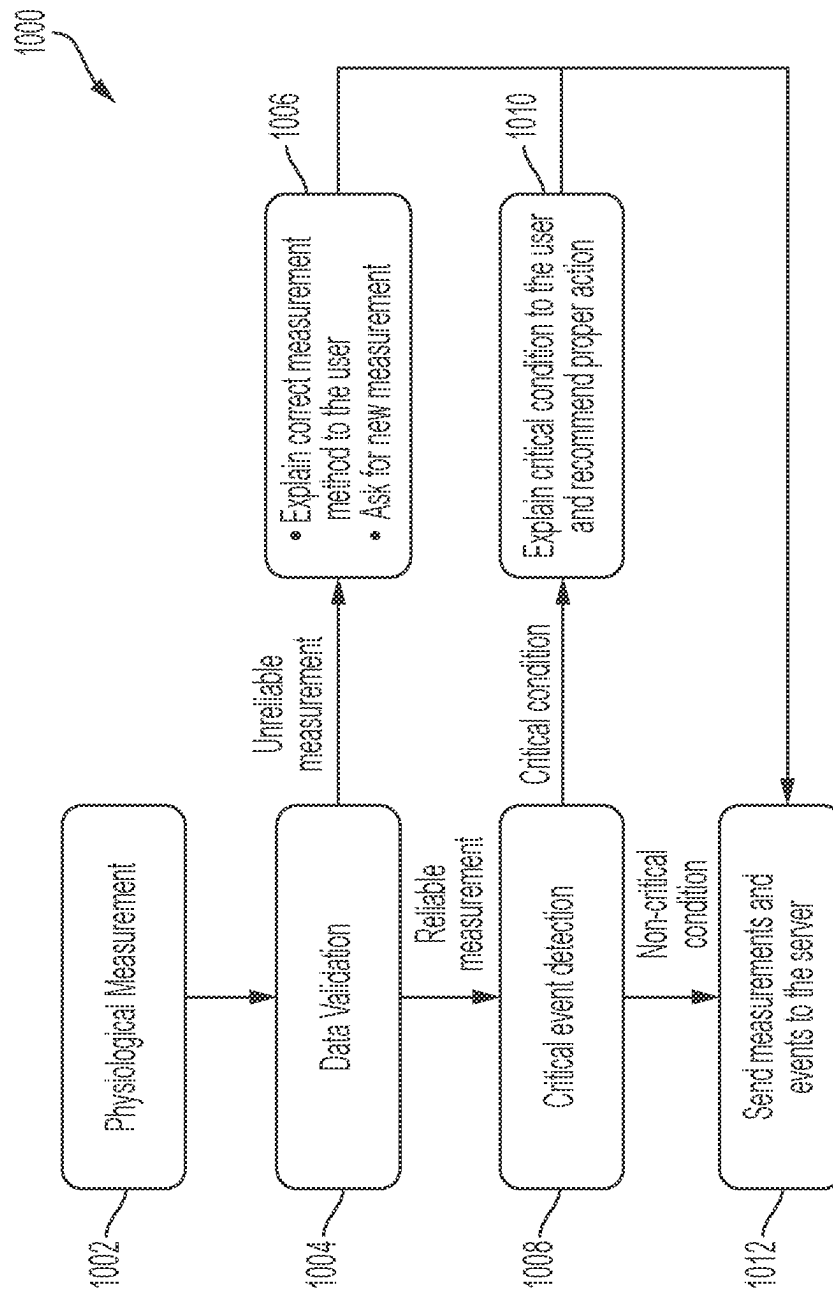 1000
1002
Physiological Measurement
1004
Data Validation
Unreliable
measurement
1006
• Explain correct measurement
method to the user
• Ask for new measurement
Reliable
measurement
1008
Critical event detection
Critical condition
1010
Explain critical condition to the user
and recommend proper action
Non-critical
condition
1012
Send measurements and
events to the server